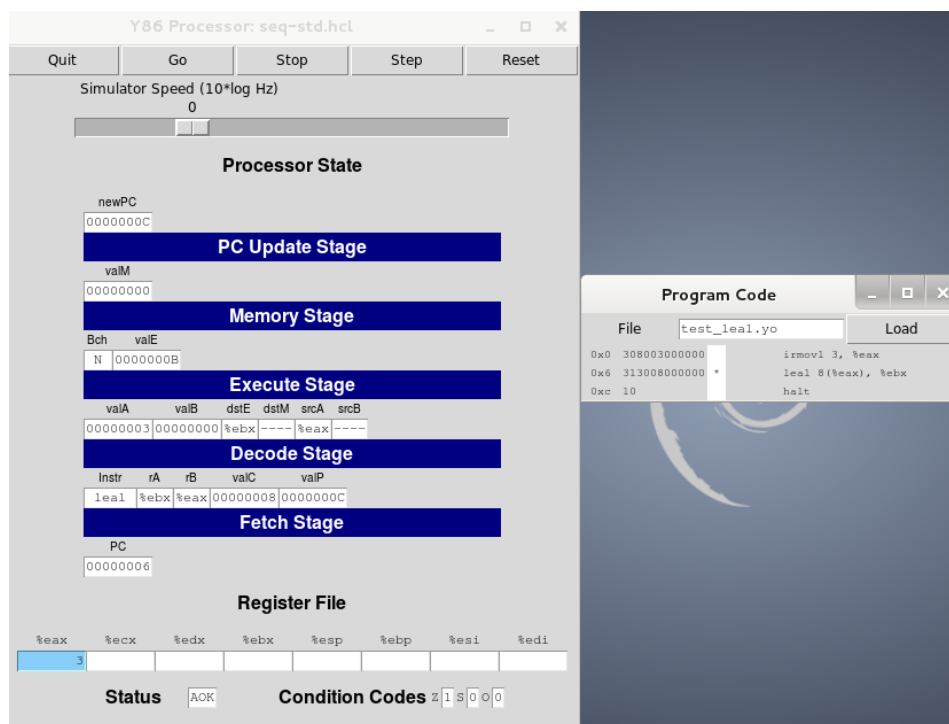 Y86 Processor: seq-std.hcl
Quit Go Stop Step Reset
Simulator Speed (10*log Hz)
0
Processor State
newPC
0000000C
PC Update Stage
valM
00000000
Memory Stage
Bch valE
N 0000000B
Execute Stage
valA valB dstE dstM srcA srcB
00000003 00000000 %ebx ---- %eax ----
Decode Stage
Instr rA rB valC valP
leal %ebx %eax 00000008 0000000C
Fetch Stage
PC
00000006
Register File
%eax %ecx %edx %ebx %esp %ebp %esi %edi
3
Status AOK Condition Codes Z 1 S 0 O 0
Program Code
File test_leal.yo Load
0x0 308003000000 irmovl 3, %eax
0x6 313008000000 * leal 8(%eax), %ebx
0xc 10 halt